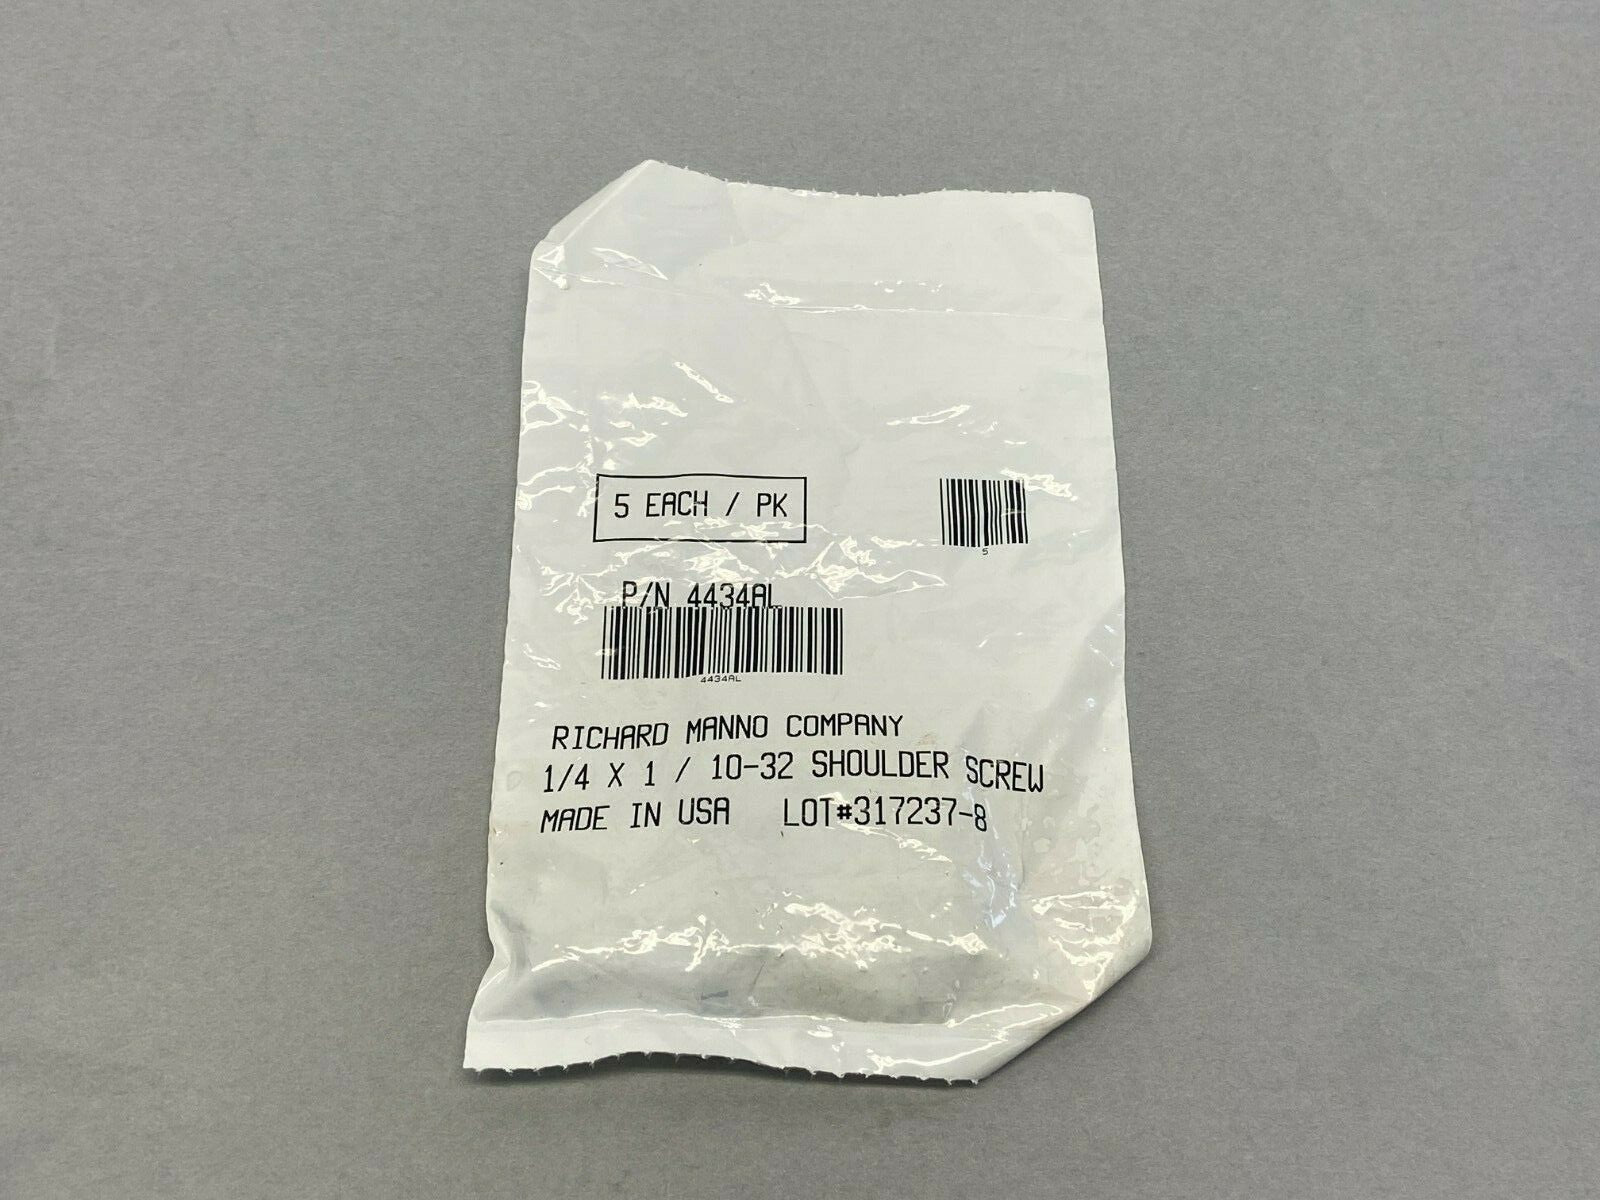 5 EACH / PK
5
P/N 4434AL
4434AL
RICHARD MANNO COMPANY
1/4 X 1 / 10-32 SHOULDER SCREW
MADE IN USA LOT#317237-8